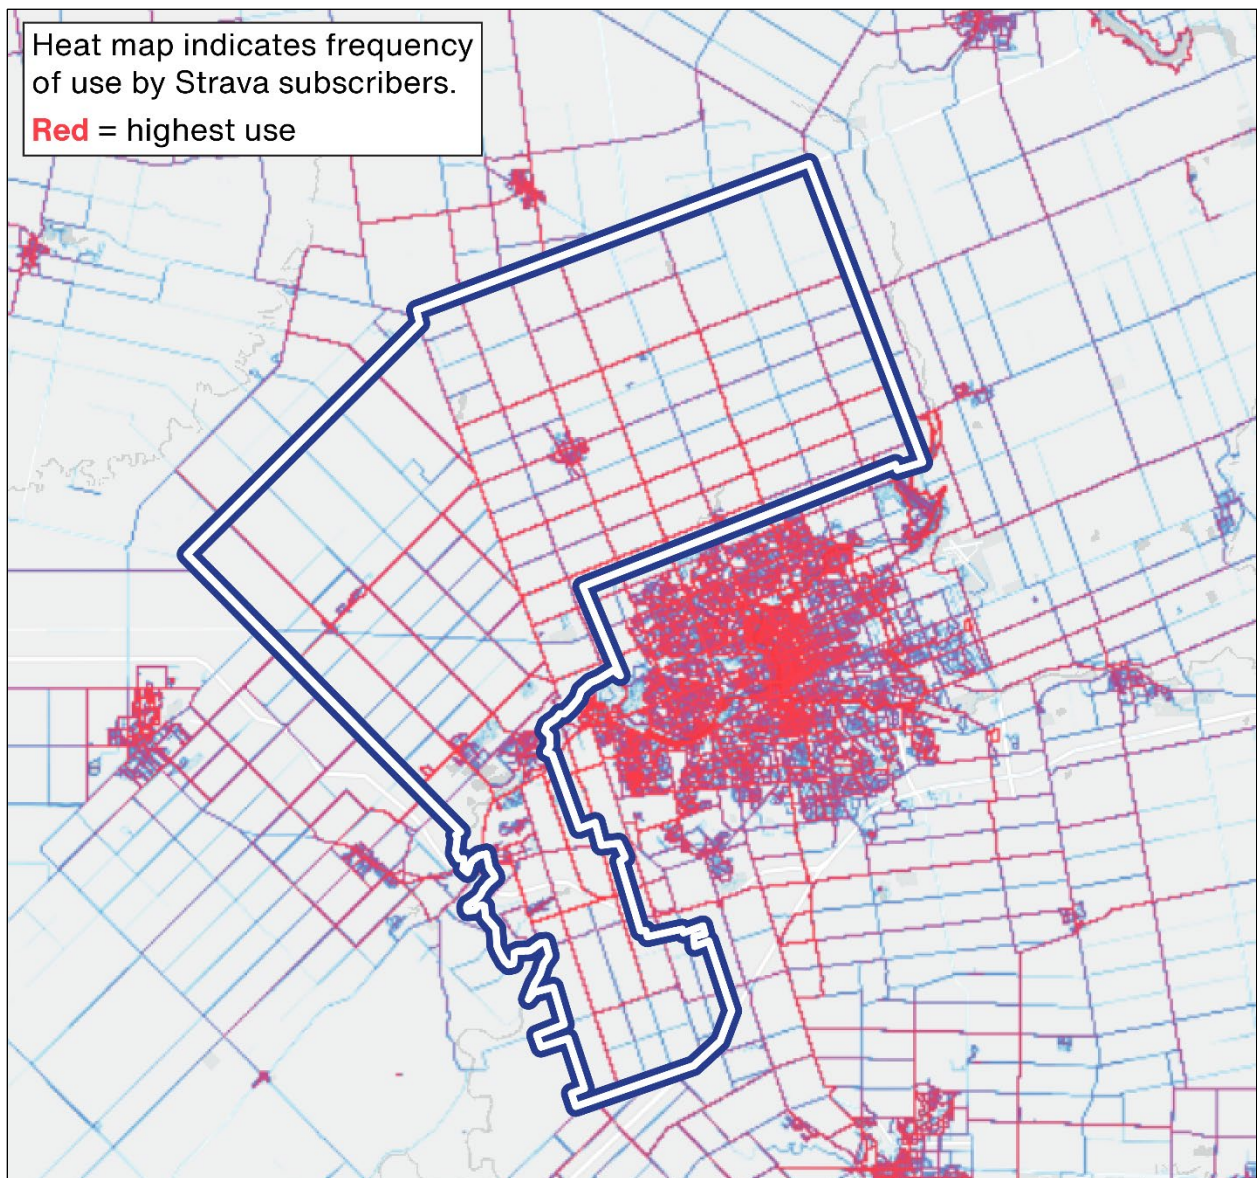 Heat map indicates frequency
of use by Strava subscribers.
Red = highest use